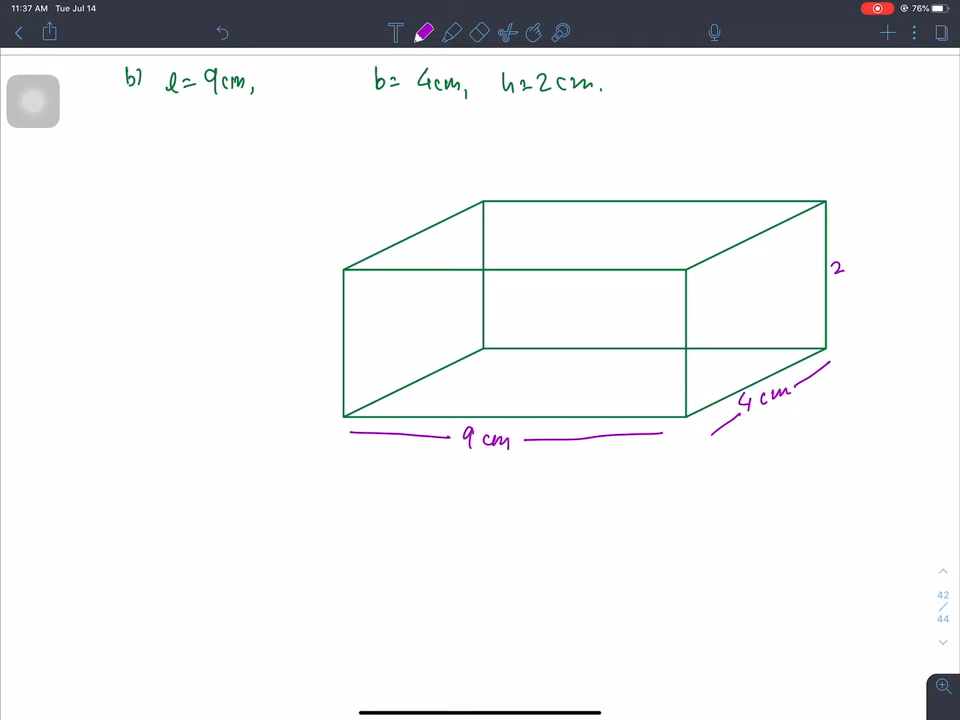 11:37 AM Tue Jul 14 76%
T
b) l = 9cm, b = 4cm, h = 2cm.
2
4 cm
9 cm
42
/
44